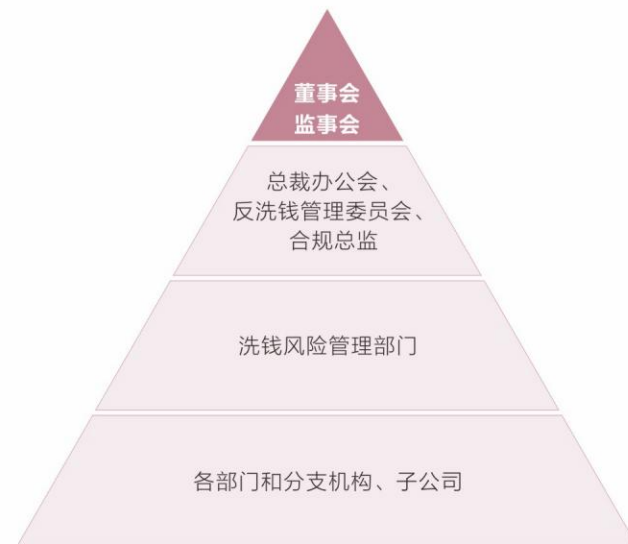 董事会
监事会
总裁办公会、
反洗钱管理委员会、
合规总监
洗钱风险管理部门
各部门和分支机构、子公司